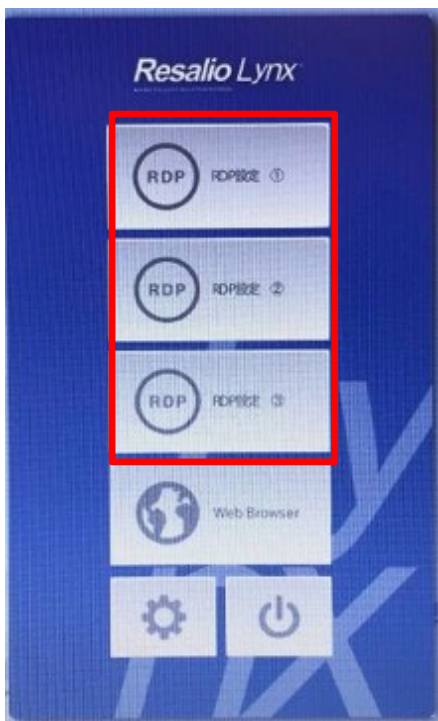 Resalio Lynx
RDP RDP設定 ①
RDP RDP設定 ②
RDP RDP設定 ③
Web Browser